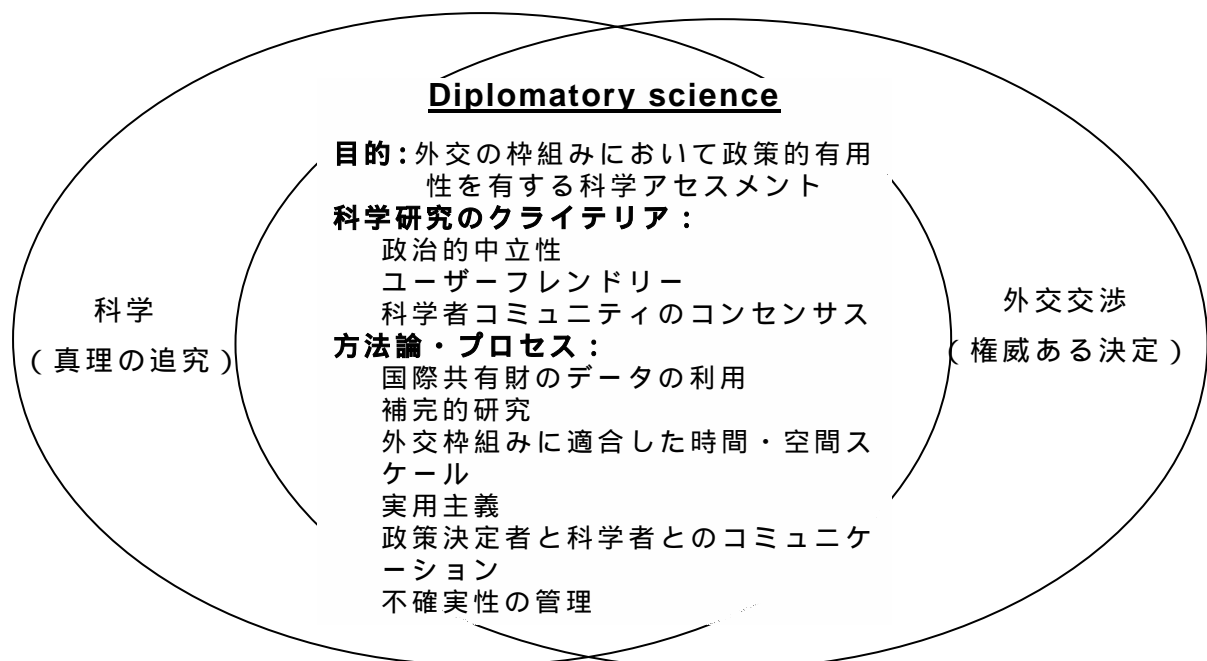 Diplomatory science
目的：外交の枠組みにおいて政策的有用
性を有する科学アセスメント
科学研究のクライテリア：
政治的中立性
ユーザーフレンドリー
科学者コミュニティのコンセンサス
方法論・プロセス：
国際共有財のデータの利用
補完的研究
外交枠組みに適合した時間・空間ス
ケール
実用主義
政策決定者と科学者とのコミュニケ
ーション
不確実性の管理
科学
（真理の追究）
外交交渉
（権威ある決定）